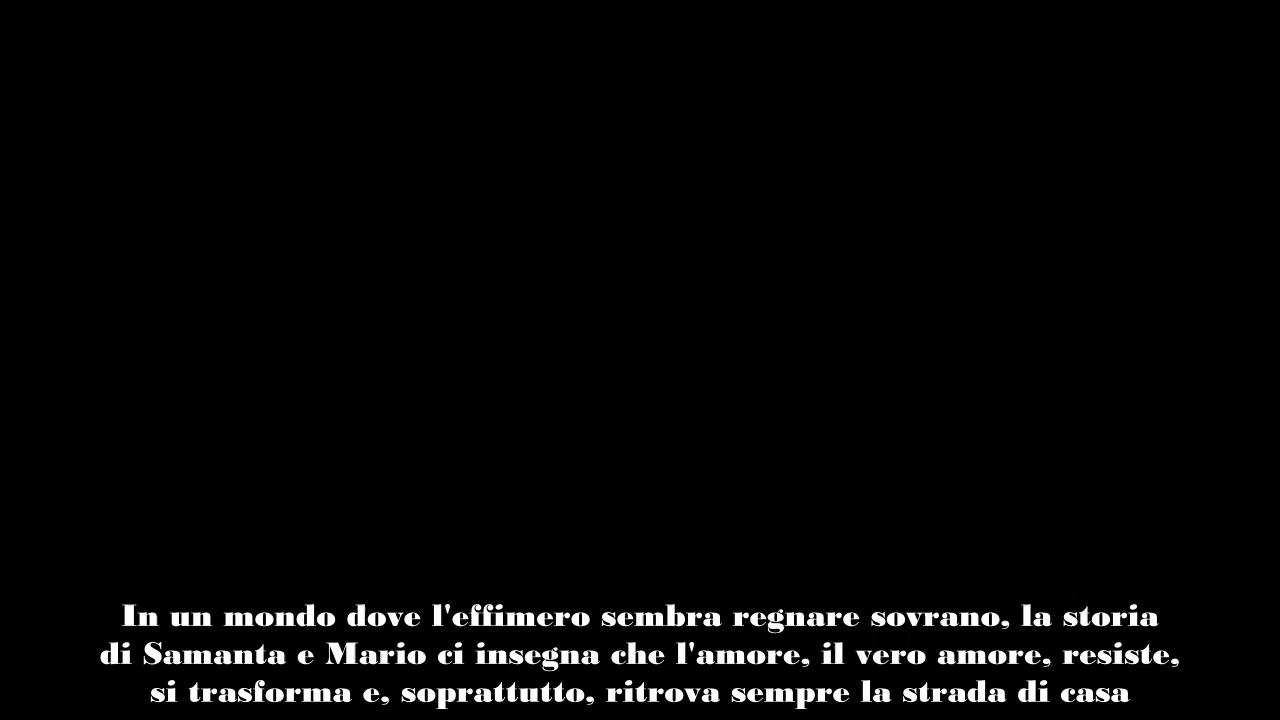 In un mondo dove l'effimero sembra regnare sovrano, la storia
di Samanta e Mario ci insegna che l'amore, il vero amore, resiste,
si trasforma e, soprattutto, ritrova sempre la strada di casa